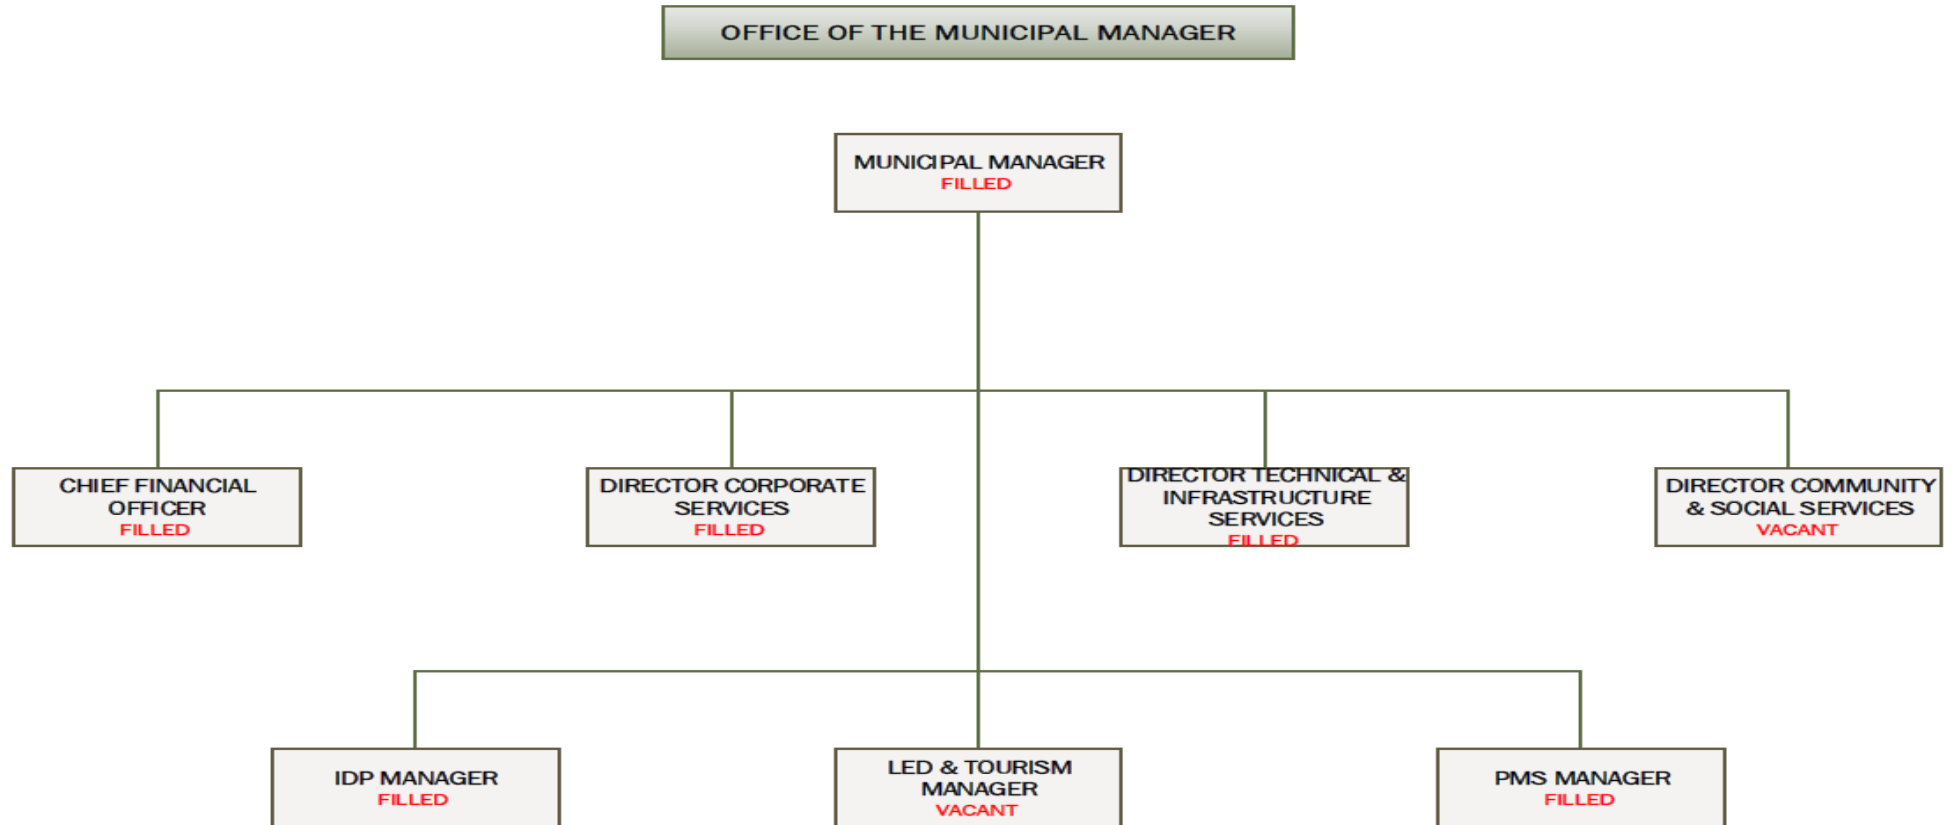 OFFICE OF THE MUNICIPAL MANAGER
MUNICIPAL MANAGER
FILLED
CHIEF FINANCIAL
OFFICER
FILLED
DIRECTOR CORPORATE
SERVICES
FILLED
DIRECTOR TECHNICAL &
INFRASTRUCTURE
SERVICES
FILLED
DIRECTOR COMMUNITY
& SOCIAL SERVICES
VACANT
IDP MANAGER
FILLED
LED & TOURISM
MANAGER
VACANT
PMS MANAGER
FILLED